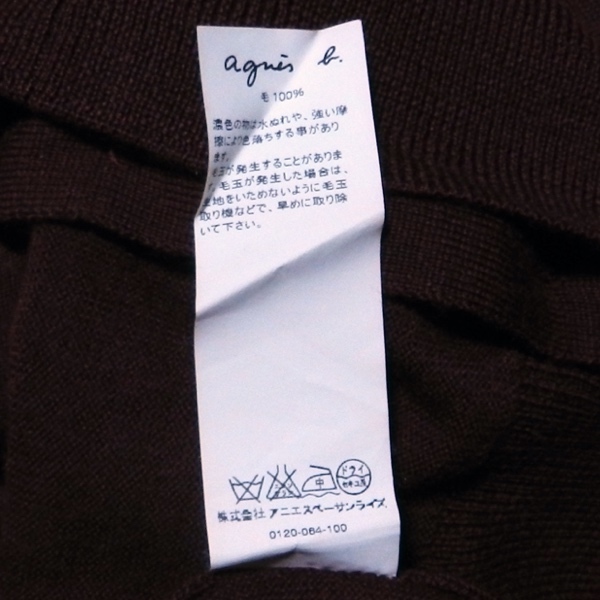 agnès b.
毛 100%
濃色の物は水ぬれや、強い摩
擦により色落ちする事があり
ます。
毛玉が発生することがありま
毛玉が発生した場合は、
生地をいためないように毛玉
取り機などで、早めに取り除
いて下さい。
中 ドライ
セキユ系
株式会社 アニエスベーサンライズ
0120-064-100